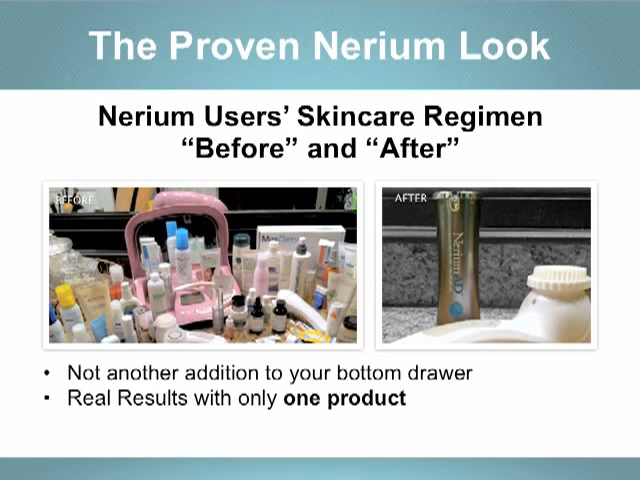 The Proven Nerium Look
Nerium Users’ Skincare Regimen
“Before” and “After”
BEFORE
AFTER
NeriumAD
• Not another addition to your bottom drawer
• Real Results with only one product